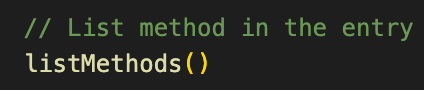 // List method in the entry
listMethods()